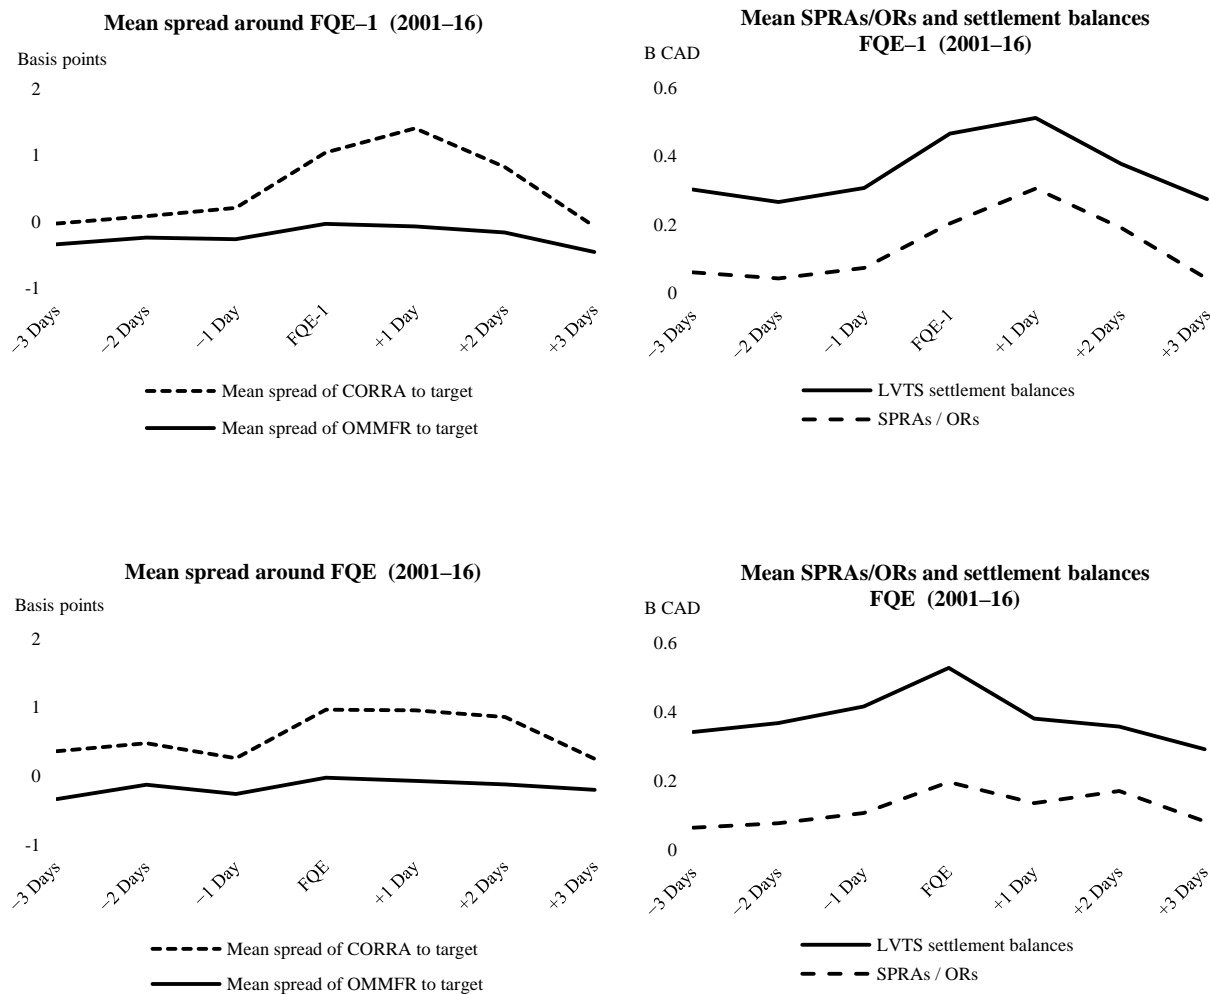 Mean spread around FQE–1 (2001–16)
Basis points
2
1
0
-1
–3 Days
–2 Days
–1 Day
FQE-1
+1 Day
+2 Days
+3 Days
Mean spread of CORRA to target
Mean spread of OMMFR to target
Mean SPRAs/ORs and settlement balances
FQE–1 (2001–16)
B CAD
0.6
0.4
0.2
0
–3 Days
–2 Days
–1 Day
FQE-1
+1 Day
+2 Days
+3 Days
LVTS settlement balances
SPRAs / ORs
Mean spread around FQE (2001–16)
Basis points
2
1
0
-1
–3 Days
–2 Days
–1 Day
FQE
+1 Day
+2 Days
+3 Days
Mean spread of CORRA to target
Mean spread of OMMFR to target
Mean SPRAs/ORs and settlement balances
FQE (2001–16)
B CAD
0.6
0.4
0.2
0
–3 Days
–2 Days
–1 Day
FQE
+1 Day
+2 Days
+3 Days
LVTS settlement balances
SPRAs / ORs